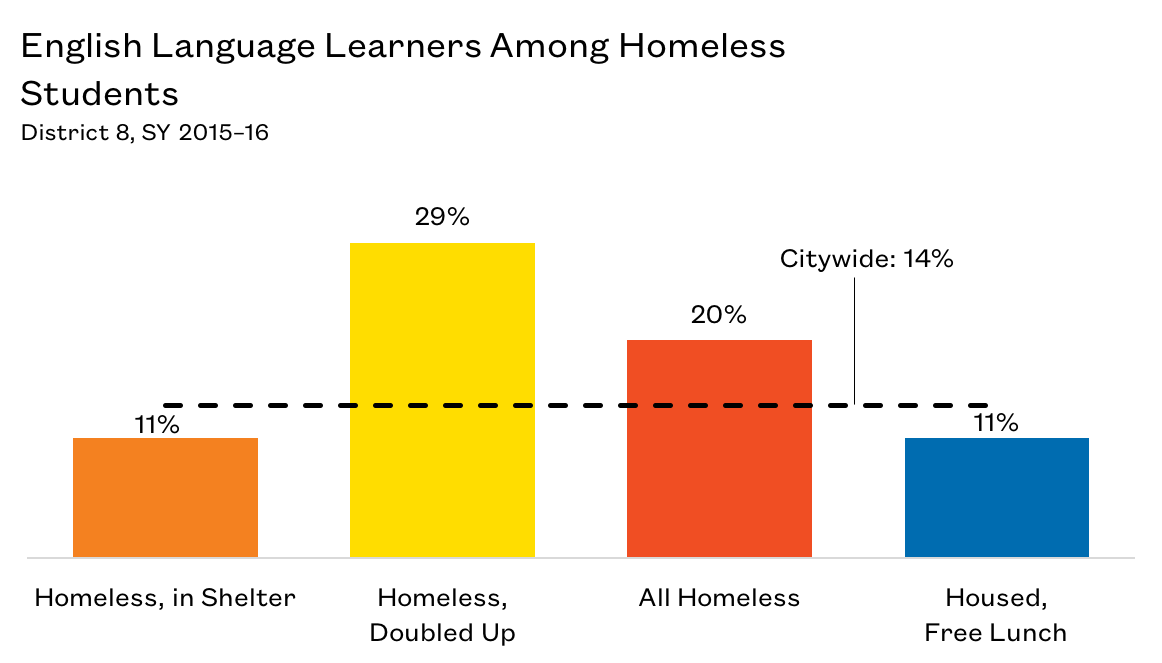 English Language Learners Among Homeless
Students
District 8, SY 2015–16
29%
Citywide: 14%
20%
11%
11%
Homeless, in Shelter
Homeless,
Doubled Up
All Homeless
Housed,
Free Lunch